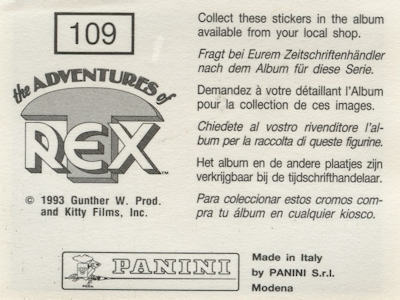 109
the ADVENTURES of
T
REX™
© 1993 Gunther W. Prod.
and Kitty Films, Inc.
Collect these stickers in the album
available from your local shop.
Fragt bei Eurem Zeitschriftenhändler
nach dem Album für diese Serie.
Demandez à votre détaillant l'Album
pour la collection de ces images.
Chiedete al vostro rivenditore l'al-
bum per la raccolta di queste figurine.
Het album en de andere plaatjes zijn
verkrijgbaar bij de tijdschrifthandelaar.
Para coleccionar estos cromos com-
pra tu álbum en cualquier kiosco.
PANINI
Made in Italy
by PANINI S.r.l.
Modena